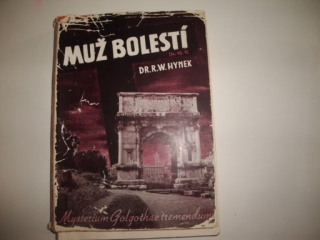 MUŽ BOLESTÍ
DR. R.W. HYNEK
Mysterium Golgothae tremendum